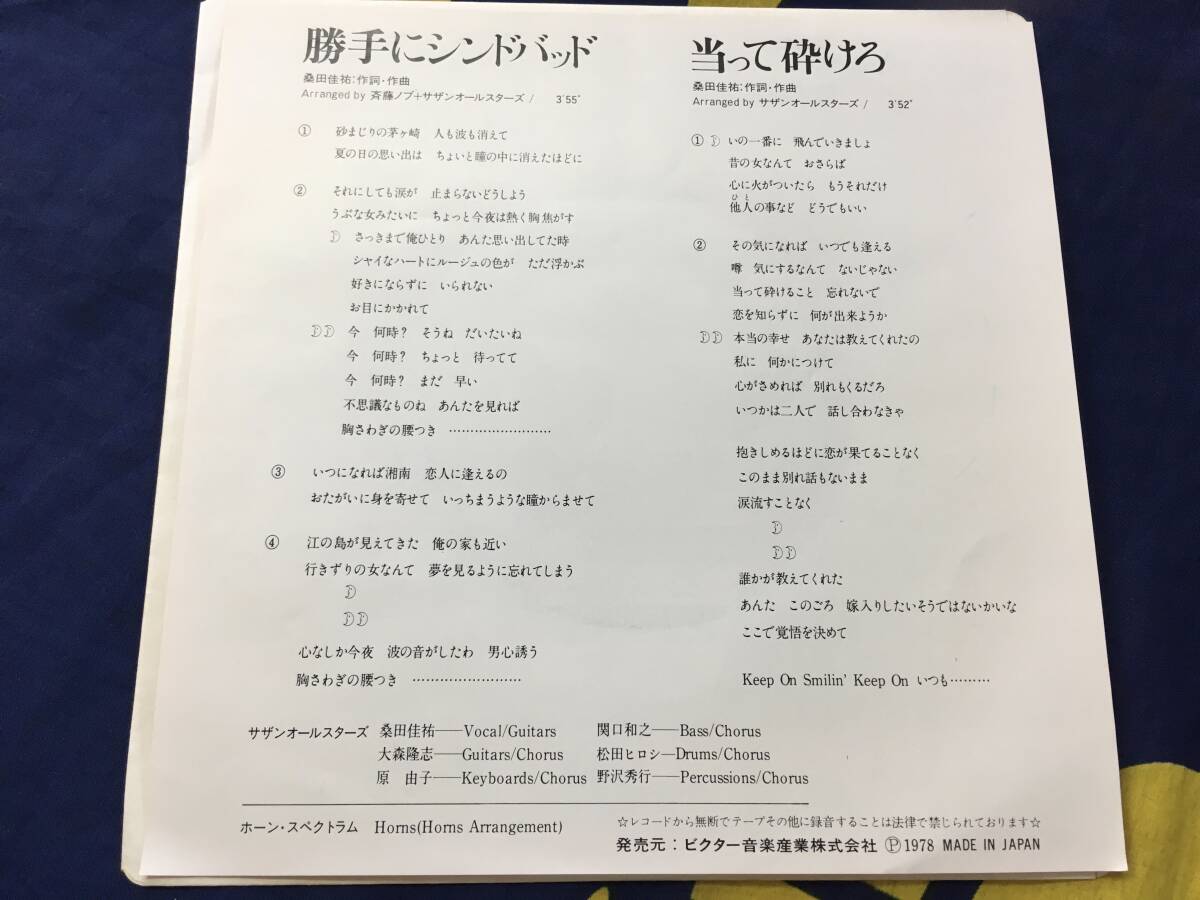 勝手にシンドバッド
桑田佳祐：作詞・作曲
Arranged by 斉藤ノブ+サザンオールスターズ / 3'55"
① 砂まじりの茅ヶ崎 人も波も消えて
夏の日の思い出は ちょいと瞳の中に消えたほどに
② それにしても涙が 止まらないどうしよう
うぶな女みたいに ちょっと今夜は熱く胸焦がす
D さっきまで俺ひとり あんた思い出してた時
シャイなハートにルージュの色が ただ浮かぶ
好きにならずに いられない
お目にかかれて
DD 今 何時？ そうね だいたいね
今 何時？ ちょっと 待ってて
今 何時？ まだ 早い
不思議なものね あんたを見れば
胸さわぎの腰つき ……………………
③ いつになれば湘南 恋人に逢えるの
おたがいに身を寄せて いっちまうような瞳からませて
④ 江の島が見えてきた 俺の家も近い
行きずりの女なんて 夢を見るように忘れてしまう
D
DD
心なしか今夜 波の音がしたわ 男心誘う
胸さわぎの腰つき ……………………
当って砕けろ
桑田佳祐：作詞・作曲
Arranged by サザンオールスターズ / 3'52"
① D いの一番に 飛んでいきましょ
昔の女なんて おさらば
心に火がついたら もうそれだけ
他人の事など どうでもいい
ひと
② その気になれば いつでも逢える
噂 気にするなんて ないじゃない
当って砕けること 忘れないで
恋を知らずに 何が出来ようか
DD 本当の幸せ あなたは教えてくれたの
私に 何かにつけて
心がさめれば 別れもくるだろ
いつかは二人で 話し合わなきゃ
抱きしめるほどに恋が果てることなく
このまま別れ話もないまま
涙流すことなく
D
DD
誰かが教えてくれた
あんた このごろ 嫁入りしたいそうではないかいな
ここで覚悟を決めて
Keep On Smilin' Keep On いつも………
サザンオールスターズ 桑田佳祐——Vocal/Guitars 関口和之——Bass/Chorus
大森隆志——Guitars/Chorus 松田ヒロシ—Drums/Chorus
原 由子——Keyboards/Chorus 野沢秀行——Percussions/Chorus
ホーン・スペクトラム Horns(Horns Arrangement)
☆レコードから無断でテープその他に録音することは法律で禁じられております☆
発売元：ビクター音楽産業株式会社 Ⓟ1978 MADE IN JAPAN